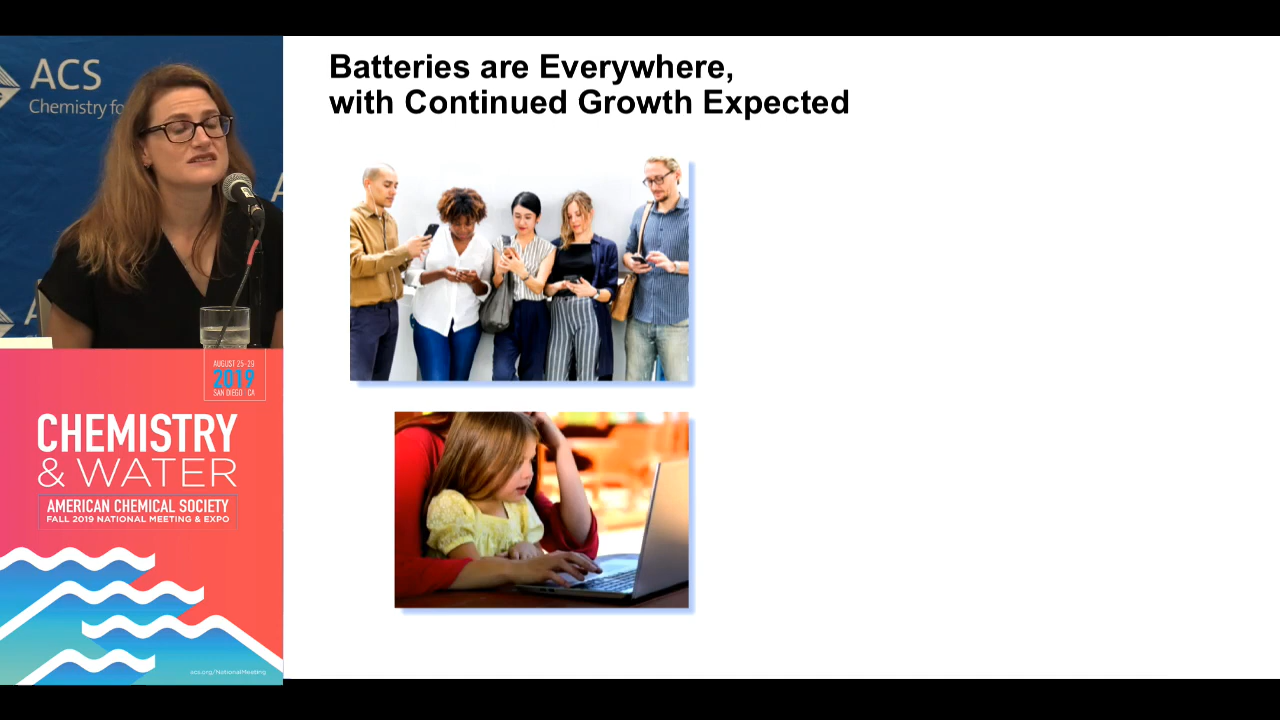 ACS
Chemistry fo
Batteries are Everywhere,
with Continued Growth Expected
AUGUST 25-29
2019
SAN DIEGO CA
CHEMISTRY
& WATER
AMERICAN CHEMICAL SOCIETY
FALL 2019 NATIONAL MEETING & EXPO
acs.org/NationalMeeting